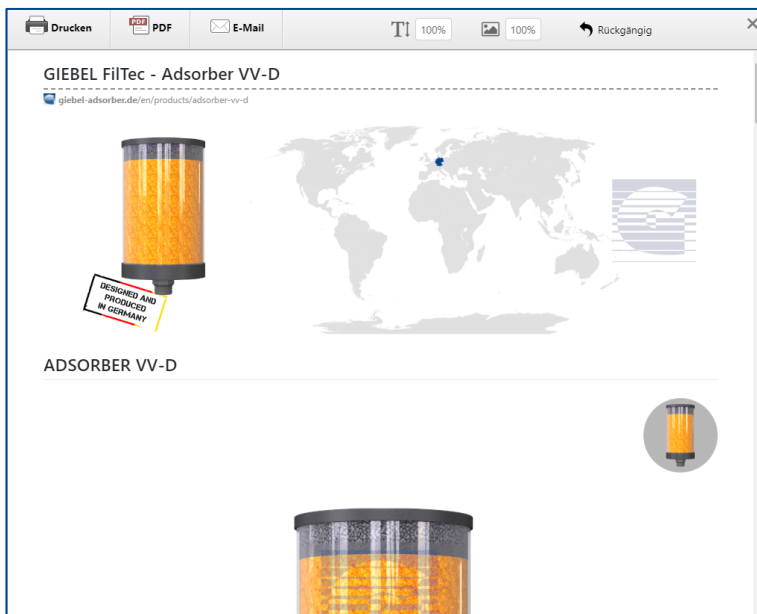 Drucken PDF PDF E-Mail 100% 100% Rückgängig
GIEBEL FilTec - Adsorber VV-D
giebel-adsorber.de/en/products/adsorber-vv-d
DESIGNED AND
PRODUCED
IN GERMANY
ADSORBER VV-D